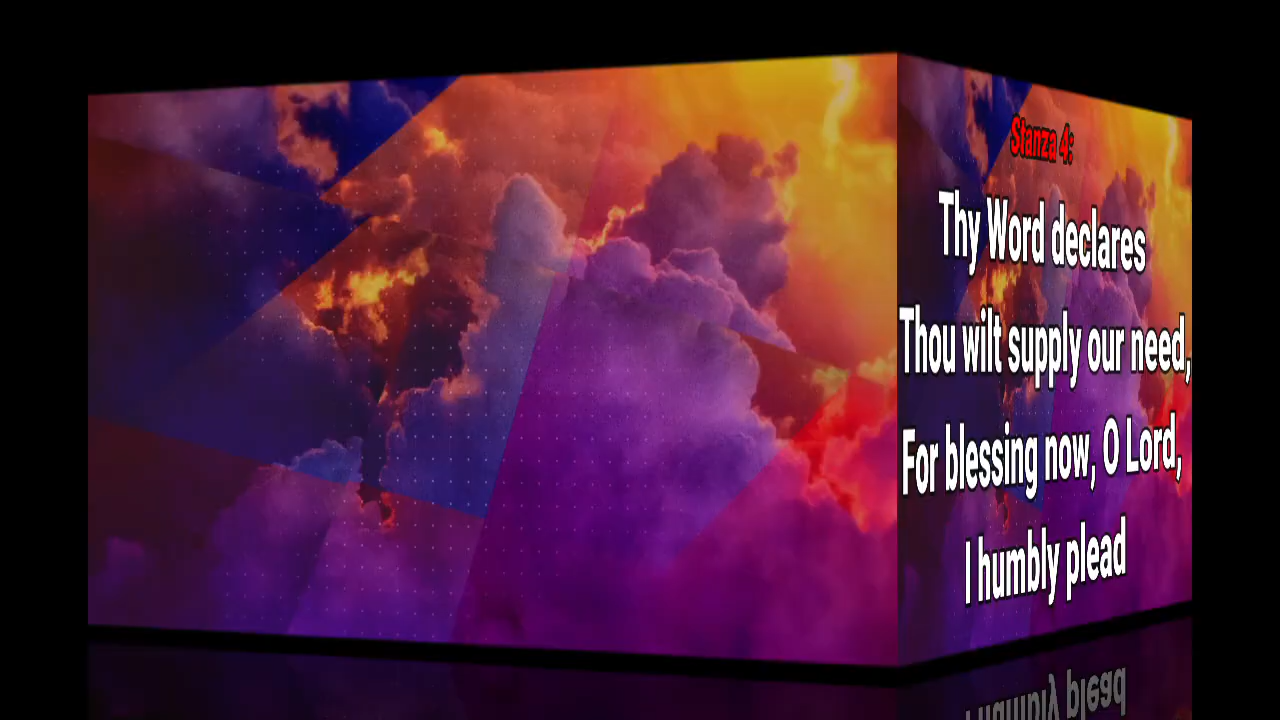 Stanza 4:
Thy Word declares
Thou wilt supply our need,
For blessing now, O Lord,
I humbly plead